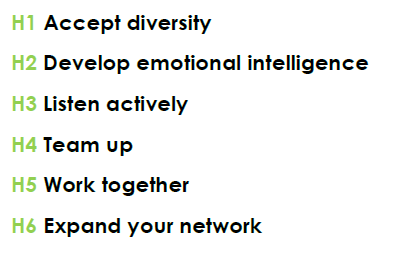 H1 Accept diversity
H2 Develop emotional intelligence
H3 Listen actively
H4 Team up
H5 Work together
H6 Expand your network